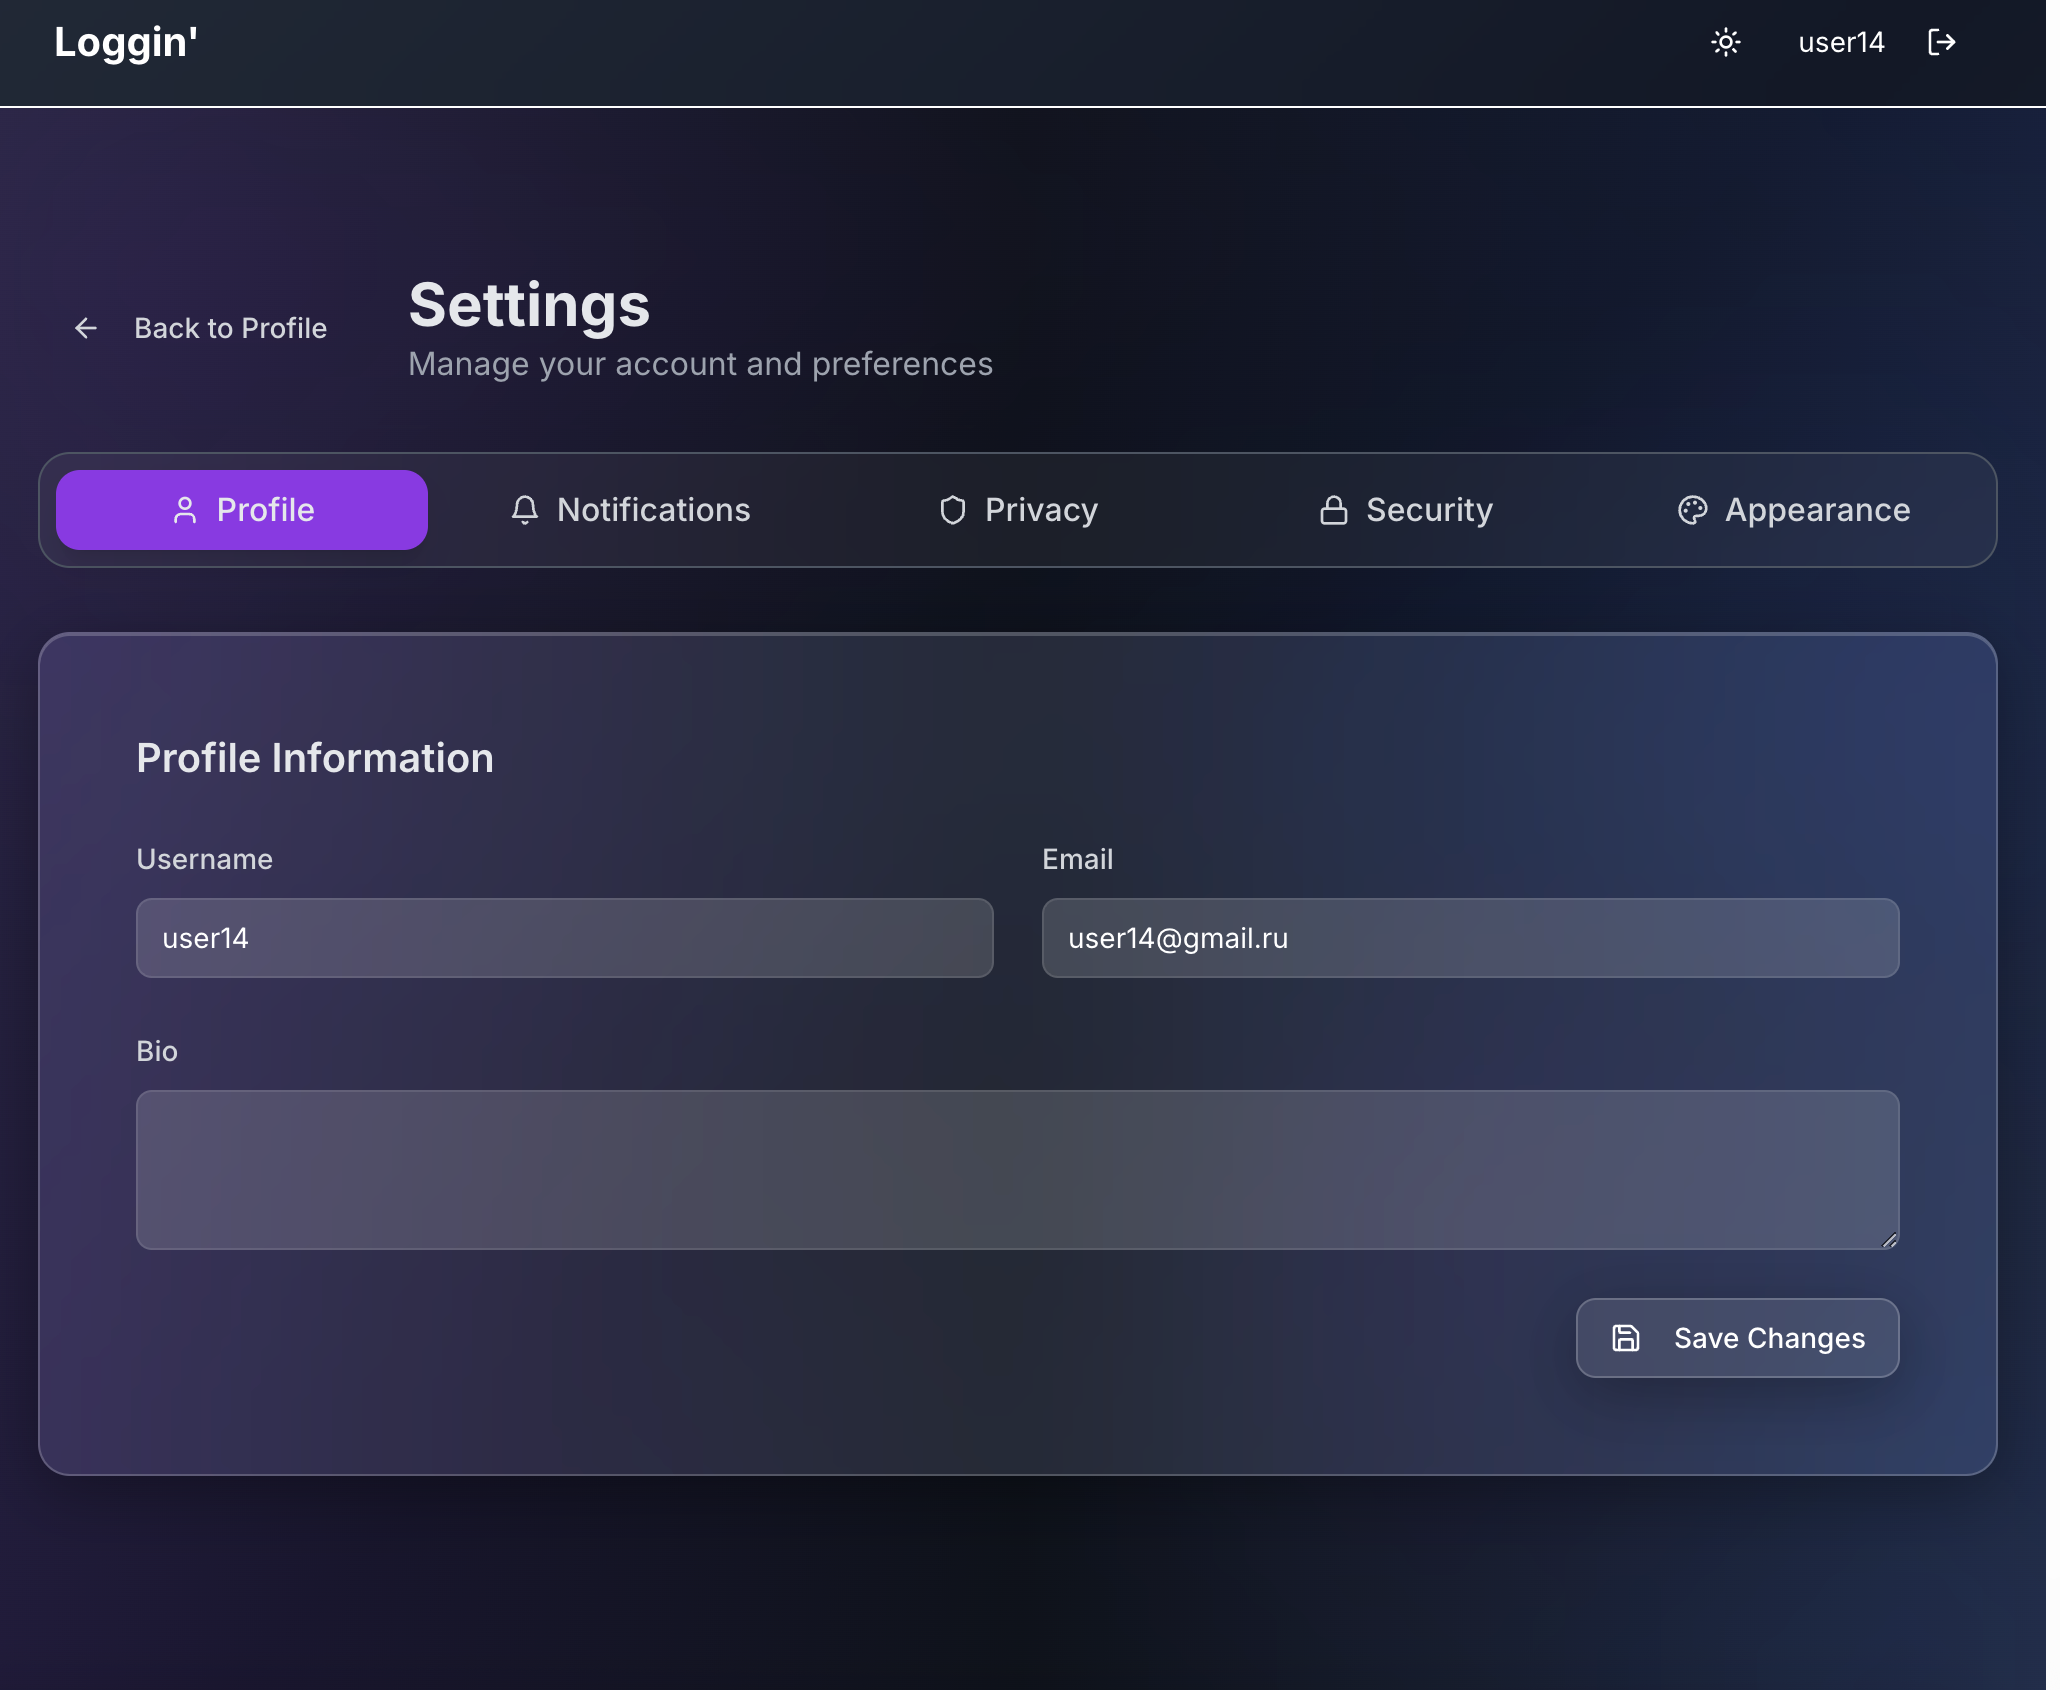 Loggin'
user14
Back to Profile
Settings
Manage your account and preferences
Profile
Notifications
Privacy
Security
Appearance
Profile Information
Username
Email
user14
user14@gmail.ru
Bio
Save Changes